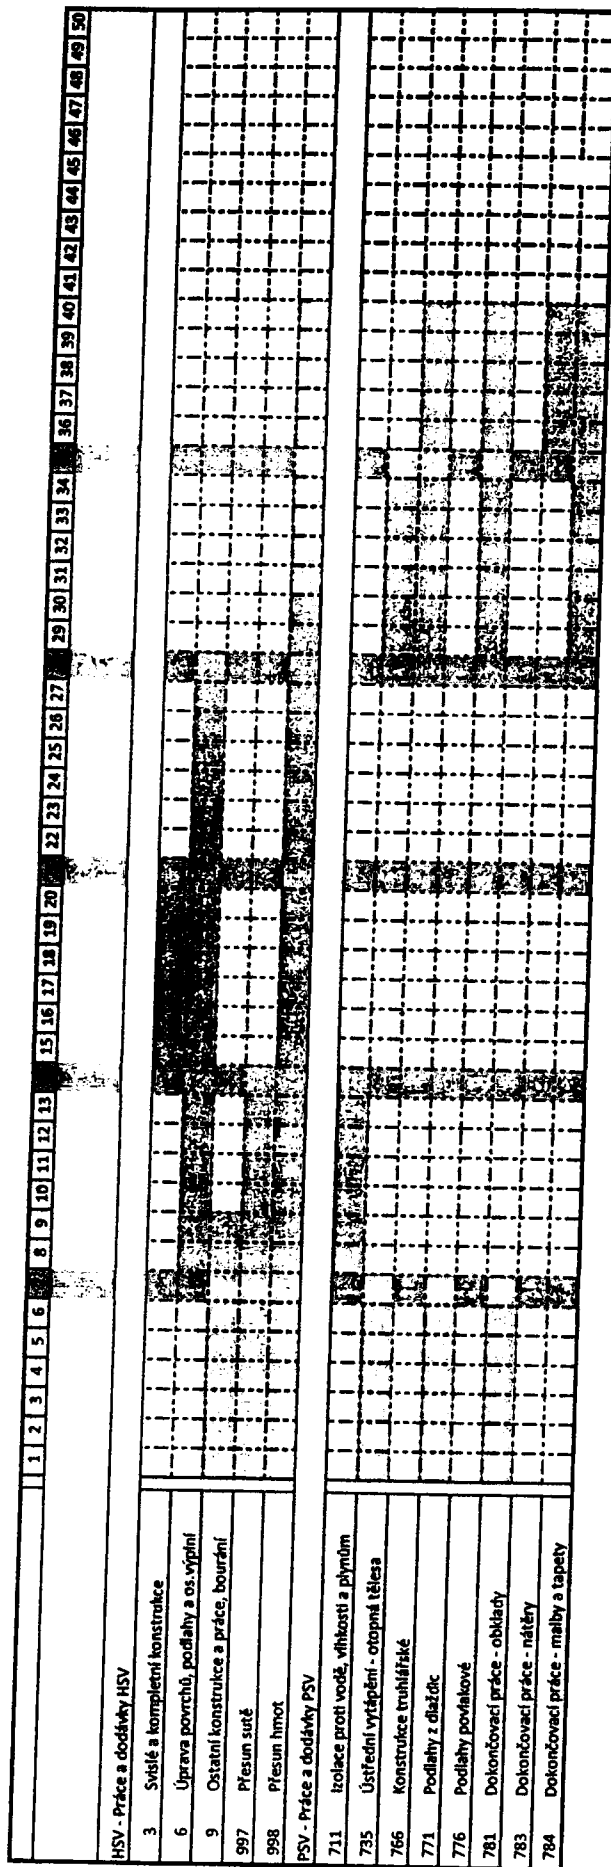 1 2 3 4 5 6 8 9 10 11 12 13 15 16 17 18 19 20 22 23 24 25 26 27 29 30 31 32 33 34 36 37 38 39 40 41 42 43 44 45 46 47 48 49 50
HSV - Práce a dodávky HSV
3 Svislé a kompletní konstrukce
6 Úprava povrchů, podlahy a os.výplní
9 Ostatní konstrukce a práce, bourání
997 Přesun sutě
998 Přesun hmot
PSV - Práce a dodávky PSV
711 Izolace proti vodě, vlhkosti a plynům
735 Ústřední vytápění - otopná tělesa
766 Konstrukce truhlářské
771 Podlahy z dlaždic
776 Podlahy povlakové
781 Dokončovací práce - obklady
783 Dokončovací práce - nátěry
784 Dokončovací práce - malby a tapety